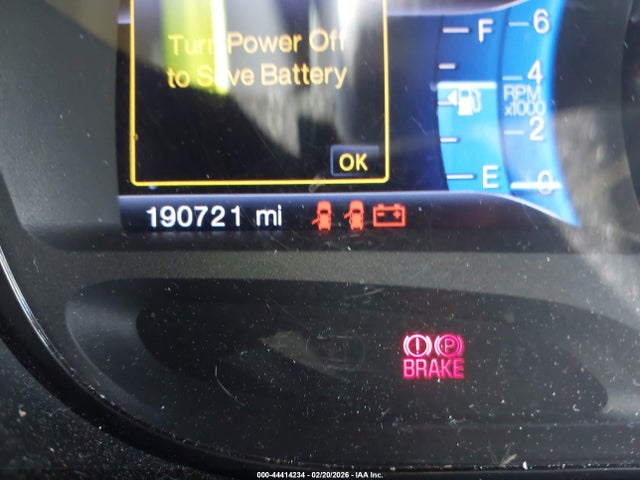 Turn Power Off
to Save Battery
OK
F
E
6
4
RPM
x1000
2
0
190721 mi
P
BRAKE
000-44414234 - 02/20/2026 - IAA Inc.